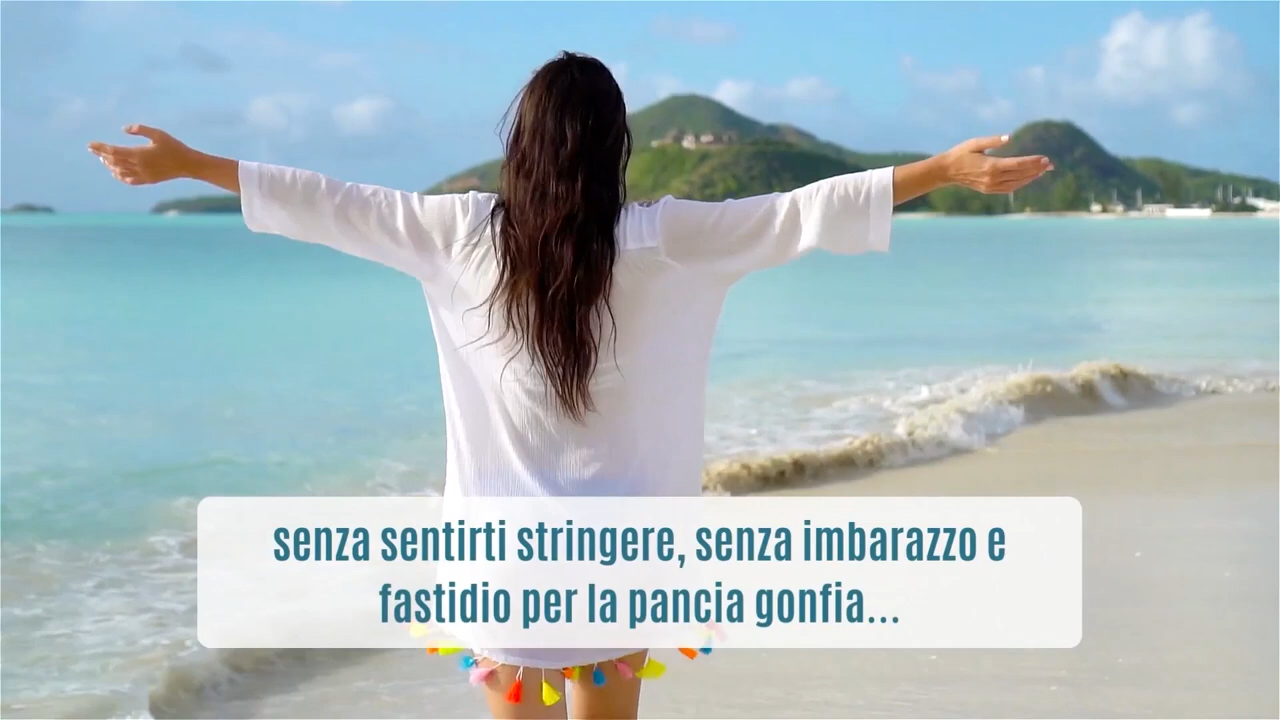 senza sentirti stringere, senza imbarazzo e
fastidio per la pancia gonfia...